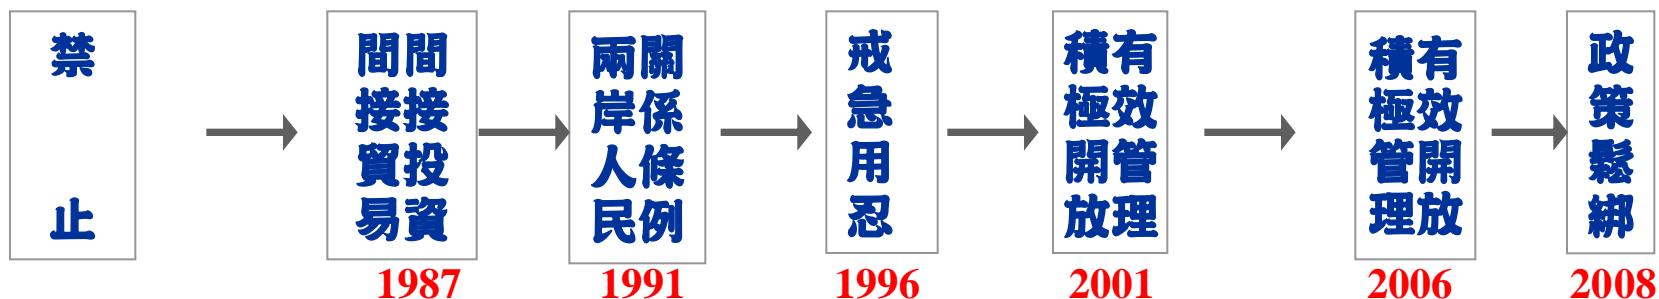 禁止
間接貿易
間接投資
1987
兩岸人民
關係條例
1991
戒急用忍
1996
積極開放
有效管理
2001
積極管理
有效開放
2006
政策鬆綁
2008